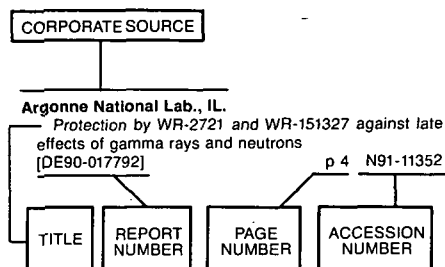 CORPORATE SOURCE
Argonne National Lab., IL.
Protection by WR-2721 and WR-151327 against late
effects of gamma rays and neutrons
[DE90-017792] p 4 N91-11352
TITLE REPORT NUMBER PAGE NUMBER ACCESSION NUMBER